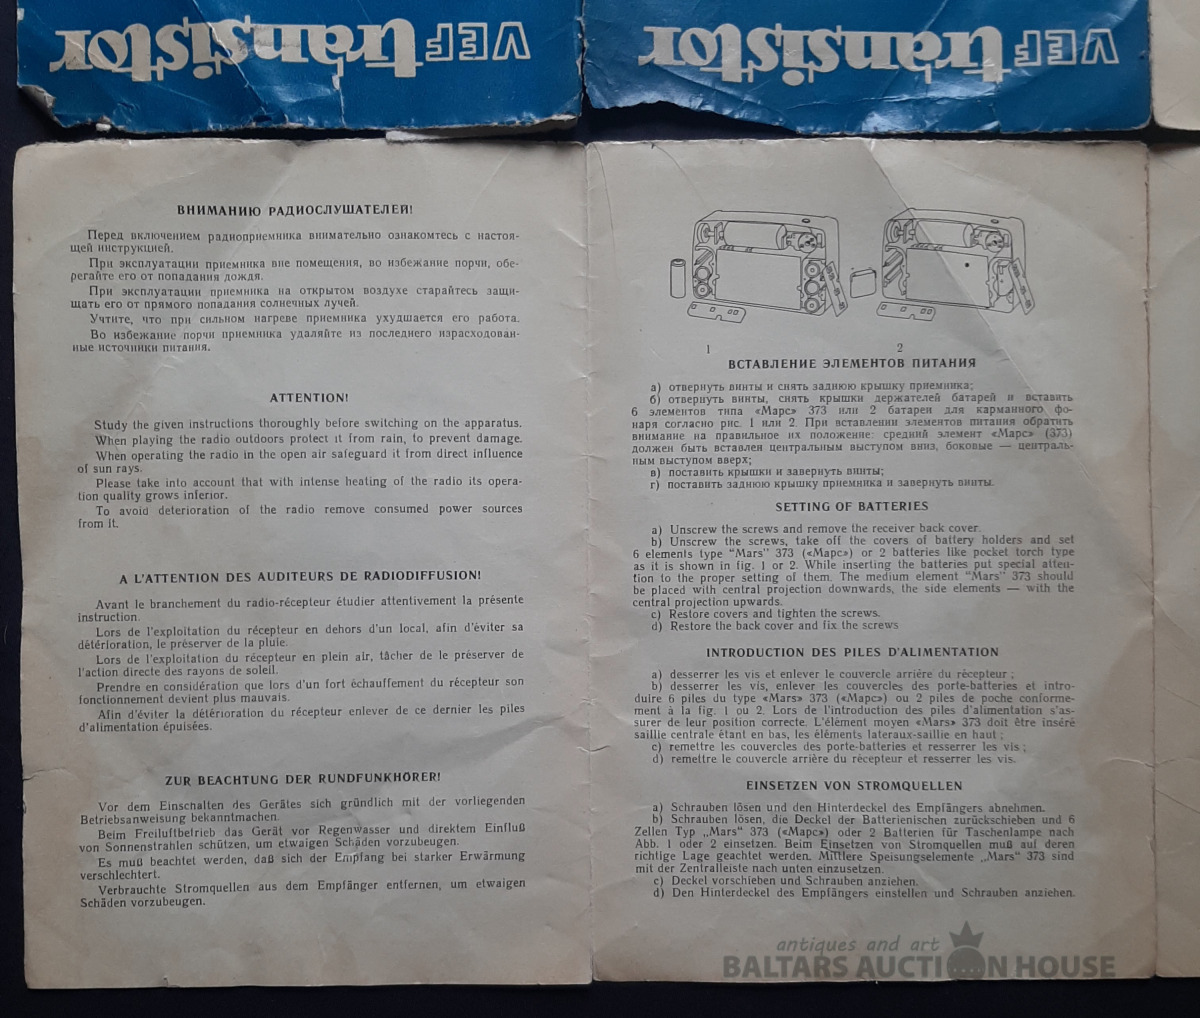 VEF transistor
VEF transistor
ВНИМАНИЮ РАДИОСЛУШАТЕЛЕЙ!
Перед включением радиоприемника внимательно ознакомтесь с настоя-
щей инструкцией.
При эксплуатации приемника вне помещения, во избежание порчи, обе-
регайте его от попадания дождя.
При эксплуатации приемника на открытом воздухе старайтесь защи-
щать его от прямого попадания солнечных лучей.
Учтите, что при сильном нагреве приемника ухудшается его работа.
Во избежание порчи приемника удаляйте из последнего израсходован-
ные источники питания.
ATTENTION!
Study the given instructions thoroughly before switching on the apparatus.
When playing the radio outdoors protect it from rain, to prevent damage.
When operating the radio in the open air safeguard it from direct influence
of sun rays.
Please take into account that with intense heating of the radio its opera-
tion quality grows inferior.
To avoid deterioration of the radio remove consumed power sources
from it.
A L'ATTENTION DES AUDITEURS DE RADIODIFFUSION!
Avant le branchement du radio-récepteur étudier attentivement la présente
instruction.
Lors de l'exploitation du récepteur en dehors d'un local, afin d'éviter sa
détérioration, le préserver de la pluie.
Lors de l'exploitation du récepteur en plein air, tâcher de le préserver de
l'action directe des rayons de soleil.
Prendre en considération que lors d'un fort échauffement du récepteur son
fonctionnement devient plus mauvais.
Afin d'éviter la détérioration du récepteur enlever de ce dernier les piles
d'alimentation épuisées.
ZUR BEACHTUNG DER RUNDFUNKHÖRER!
Vor dem Einschalten des Gerätes sich gründlich mit der vorliegenden
Betriebsanweisung bekanntmachen.
Beim Freiluftbetrieb das Gerät vor Regenwasser und direktem Einfluß
von Sonnenstrahlen schützen, um etwaigen Schäden vorzubeugen.
Es muß beachtet werden, daß sich der Empfang bei starker Erwärmung
verschlechtert.
Verbrauchte Stromquellen aus dem Empfänger entfernen, um etwaigen
Schäden vorzubeugen.
1 2
ВСТАВЛЕНИЕ ЭЛЕМЕНТОВ ПИТАНИЯ
а) отвернуть винты и снять заднюю крышку приемника;
б) отвернуть винты, снять крышки держателей батарей и вставить
6 элементов типа «Марс» 373 или 2 батареи для карманного фо-
наря согласно рис. 1 или 2. При вставлении элементов питания обратить
внимание на правильное их положение: средний элемент «Марс» (373)
должен быть вставлен центральным выступом вниз, боковые — централь-
ным выступом вверх;
в) поставить крышки и завернуть винты;
г) поставить заднюю крышку приемника и завернуть винты.
SETTING OF BATTERIES
a) Unscrew the screws and remove the receiver back cover.
b) Unscrew the screws, take off the covers of battery holders and set
6 elements type "Mars" 373 («Марс») or 2 batteries like pocket torch type
as it is shown in fig. 1 or 2. While inserting the batteries put special atten-
tion to the proper setting of them. The medium element "Mars" 373 should
be placed with central projection downwards, the side elements — with the
central projection upwards.
c) Restore covers and tighten the screws.
d) Restore the back cover and fix the screws
INTRODUCTION DES PILES D'ALIMENTATION
a) desserrer les vis et enlever le couvercle arrière du récepteur ;
b) desserrer les vis, enlever les couvercles des porte-batteries et intro-
duire 6 piles du type «Mars» 373 («Марс») ou 2 piles de poche conforme-
ment à la fig. 1 ou 2. Lors de l'introduction des piles d'alimentation s'as-
surer de leur position correcte. L'élément moyen «Mars» 373 doit être inséré
saillie centrale étant en bas, les éléments lateraux-saillie en haut ;
c) remettre les couvercles des porte-batteries et resserrer les vis ;
d) remettre le couvercle arrière du récepteur et resserrer les vis.
EINSETZEN VON STROMQUELLEN
a) Schrauben lösen und den Hinterdeckel des Empfängers abnehmen.
b) Schrauben lösen, die Deckel der Batterienischen zurückschieben und 6
Zellen Typ „Mars" 373 («Марс») oder 2 Batterien für Taschenlampe nach
Abb. 1 oder 2 einsetzen. Beim Einsetzen von Stromquellen muß auf deren
richtige Lage geachtet werden. Mittlere Speisungselemente „Mars" 373 sind
mit der Zentralleiste nach unten einzusetzen.
c) Deckel vorschieben und Schrauben anziehen.
d) Den Hinterdeckel des Empfängers einstellen und Schrauben anziehen.
antiques and art
BALTARS AUCTION HOUSE